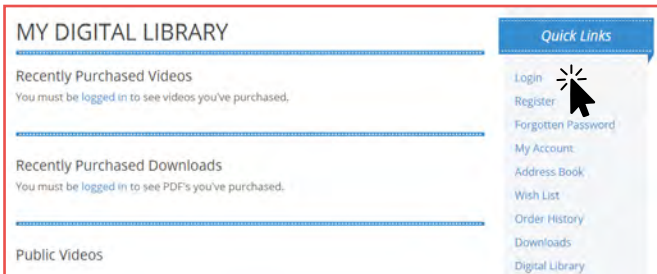 MY DIGITAL LIBRARY
Recently Purchased Videos
You must be logged in to see videos you've purchased.
Recently Purchased Downloads
You must be logged in to see PDF's you've purchased.
Public Videos
Quick Links
Login
Register
Forgotten Password
My Account
Address Book
Wish List
Order History
Downloads
Digital Library